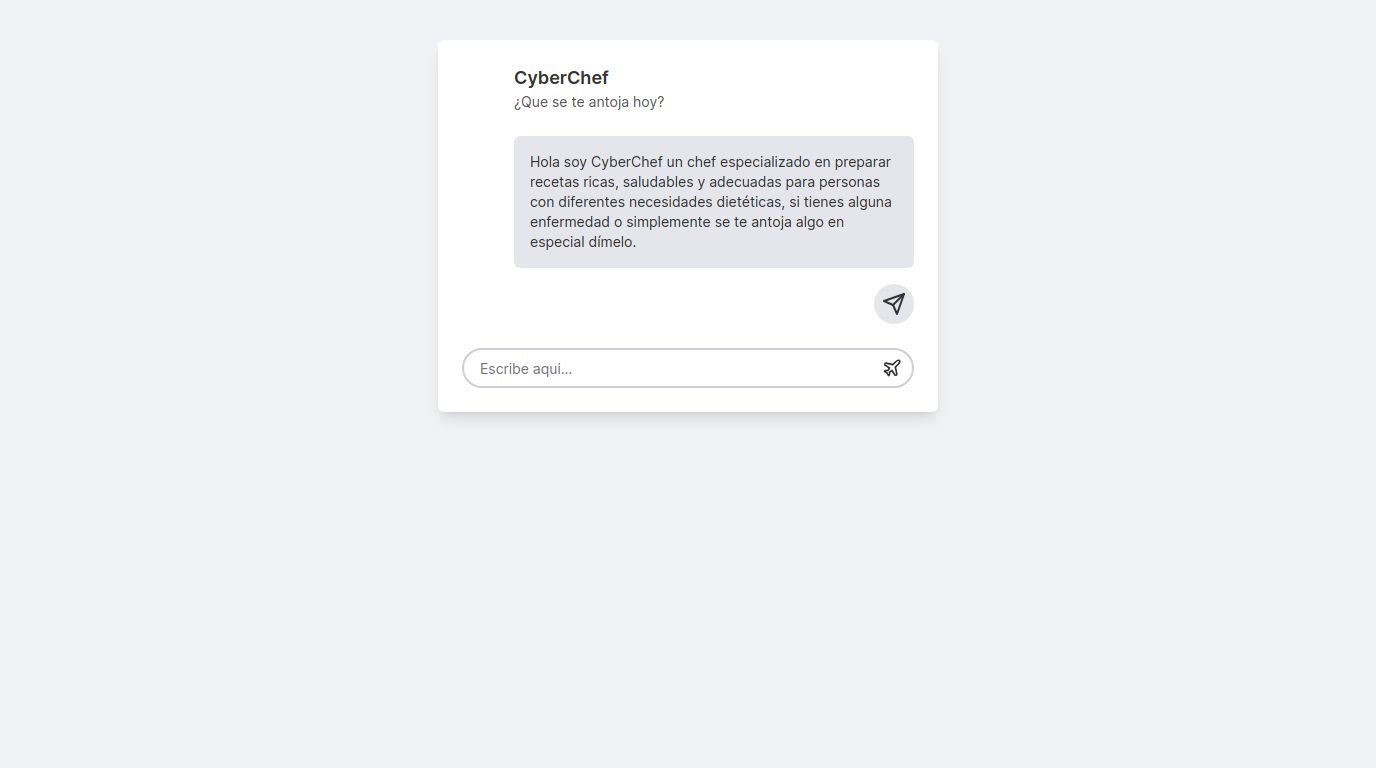 CyberChef
¿Que se te antoja hoy?
Hola soy CyberChef un chef especializado en preparar
recetas ricas, saludables y adecuadas para personas
con diferentes necesidades dietéticas, si tienes alguna
enfermedad o simplemente se te antoja algo en
especial dímelo.
Escribe aqui...